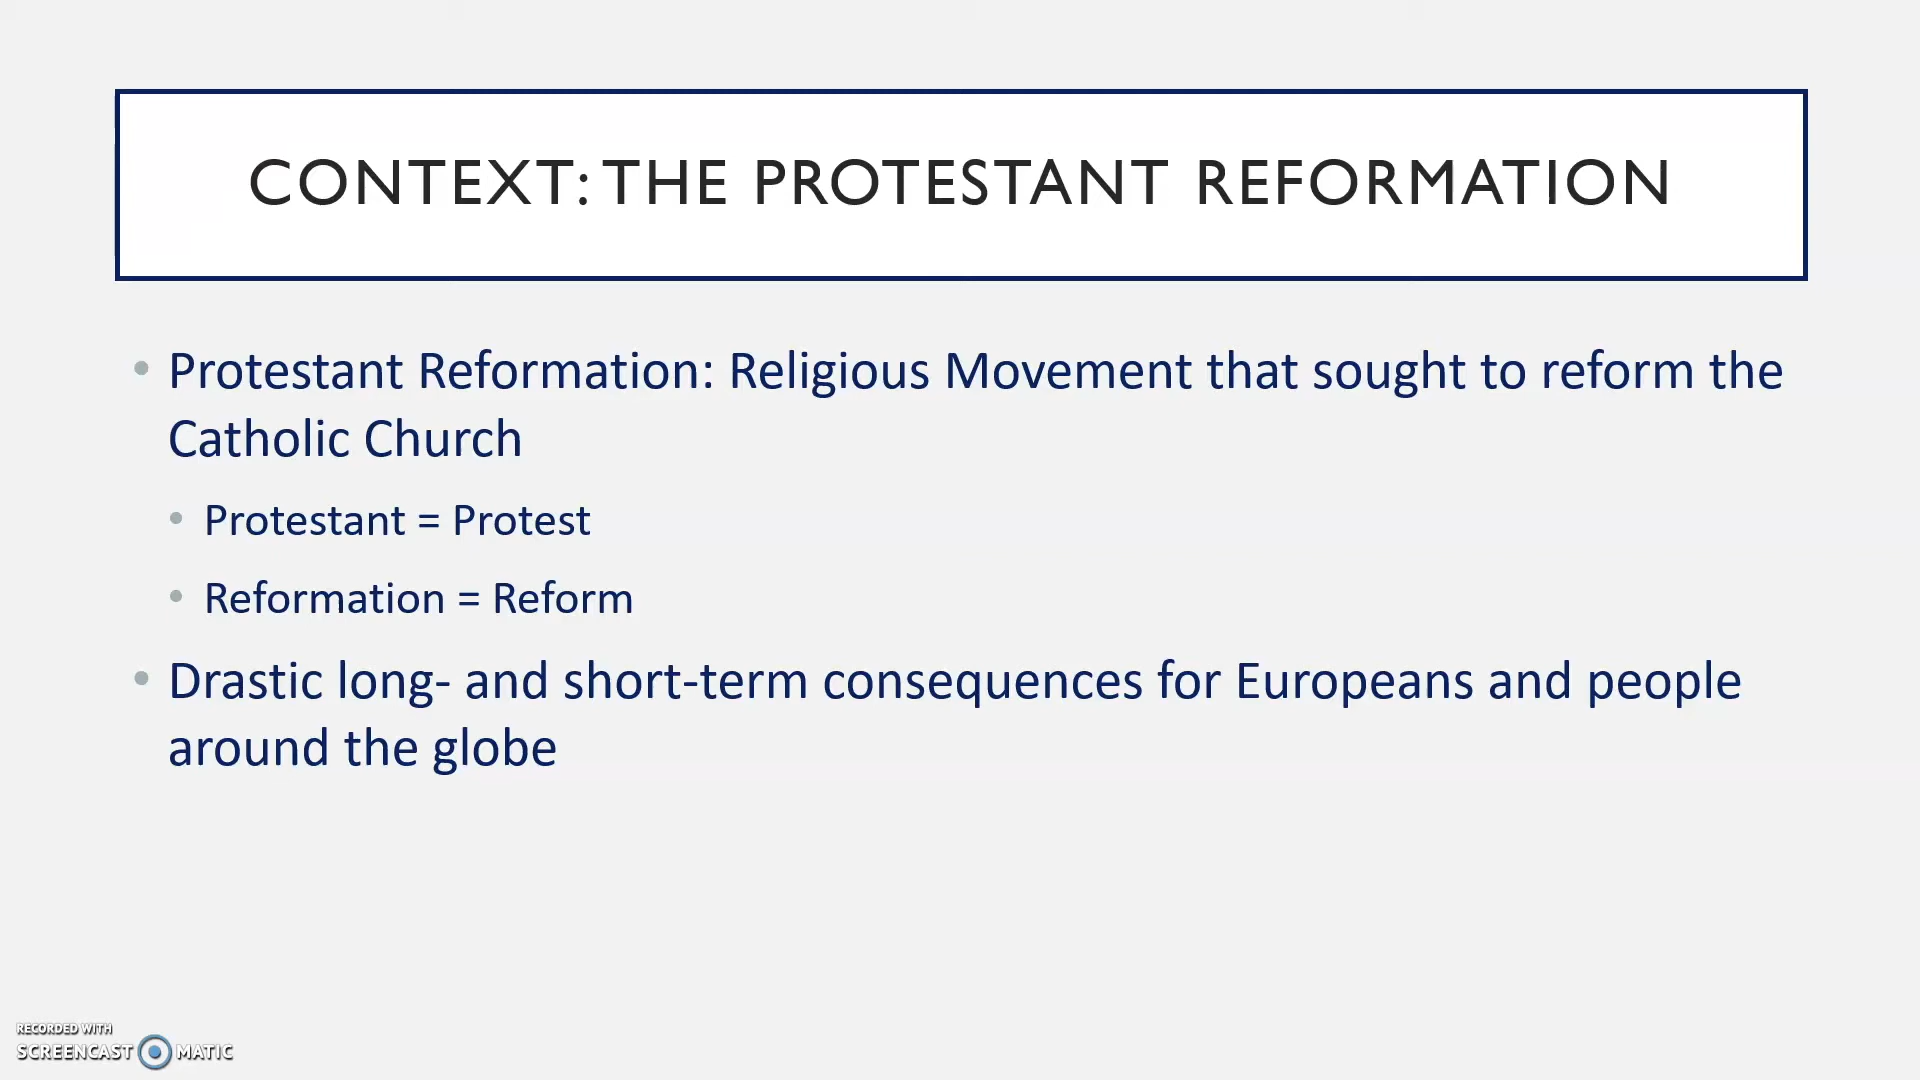 CONTEXT: THE PROTESTANT REFORMATION
• Protestant Reformation: Religious Movement that sought to reform the
Catholic Church
• Protestant = Protest
• Reformation = Reform
• Drastic long- and short-term consequences for Europeans and people
around the globe
RECORDED WITH
SCREENCAST MATIC